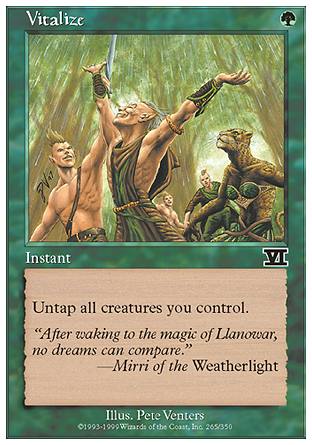 Vitalize
Instant
VI
Untap all creatures you control.
“After waking to the magic of Llanowar,
no dreams can compare.”
—Mirri of the Weatherlight
Illus. Pete Venters
©1993-1999 Wizards of the Coast, Inc. 265/350